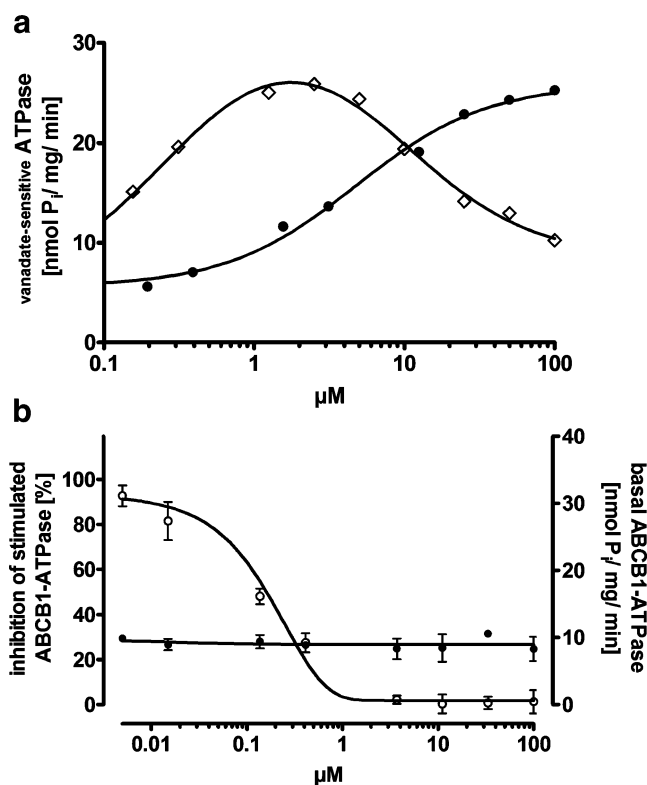 a
vanadate-sensitive ATPase
[nmol Pi/ mg/ min]
30
20
10
0
0.1
1
10
100
µM
b
inhibition of stimulated
ABCB1-ATPase [%]
100
80
60
40
20
0
40
30
20
10
0
basal ABCB1-ATPase
[nmol Pi/ mg/ min]
0.01
0.1
1
10
100
µM